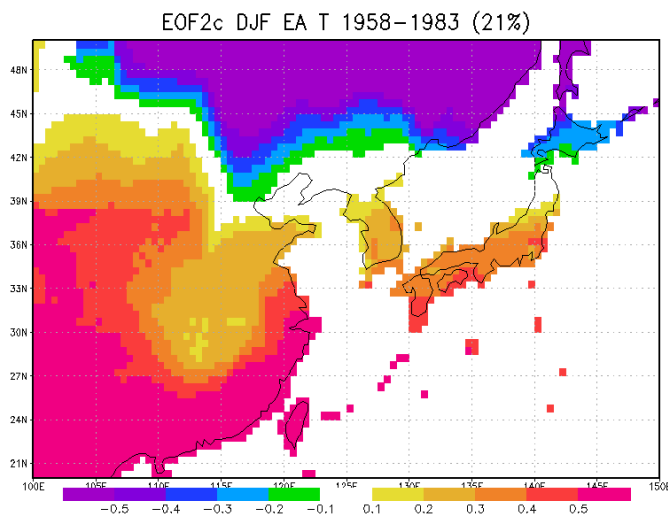 EOF2c DJF EA T 1958−1983 (21%)
48N
45N
42N
39N
36N
33N
30N
27N
24N
21N
100E 105E 110E 115E 120E 125E 130E 135E 140E 145E 150E
−0.5 −0.4 −0.3 −0.2 −0.1 0.1 0.2 0.3 0.4 0.5